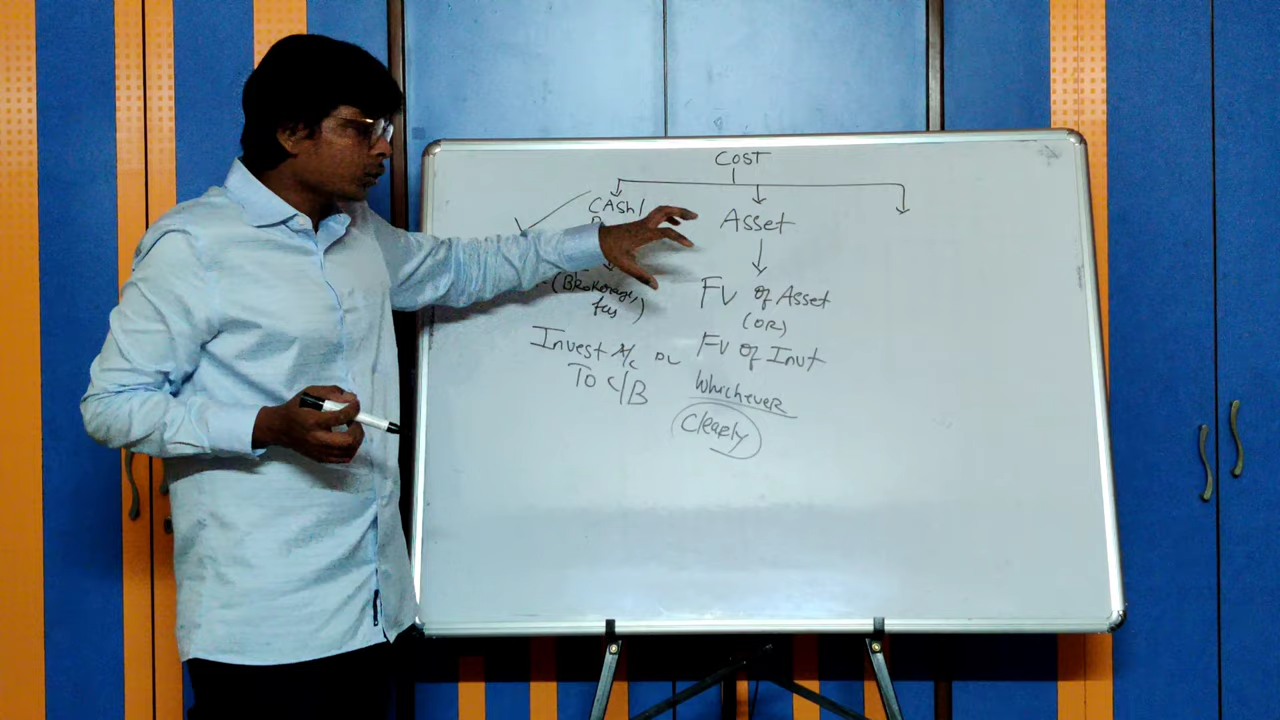 COST
CASH/
Asset
(Brokerage,
fees)
FV of Asset
(OR)
FV of Invt
Whichever
Clearly
Invest A/c Dr
To C/B